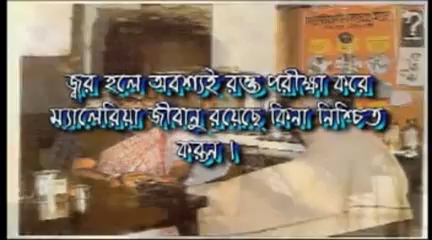 জ্বর হলে অবশ্যই রক্ত পরীক্ষা করে
ম্যালেরিয়া জীবানু রয়েছে কিনা নিশ্চিত
করুন ।
?